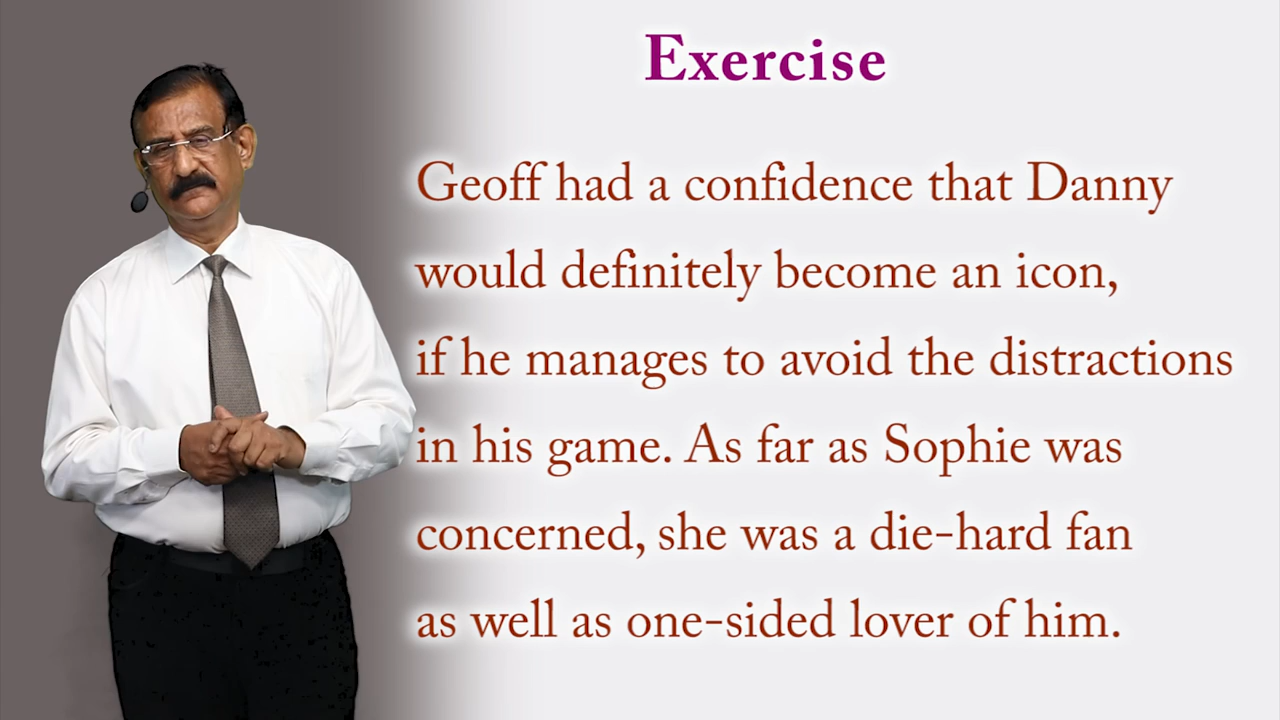 Exercise
Geoff had a confidence that Danny
would definitely become an icon,
if he manages to avoid the distractions
in his game. As far as Sophie was
concerned, she was a die-hard fan
as well as one-sided lover of him.